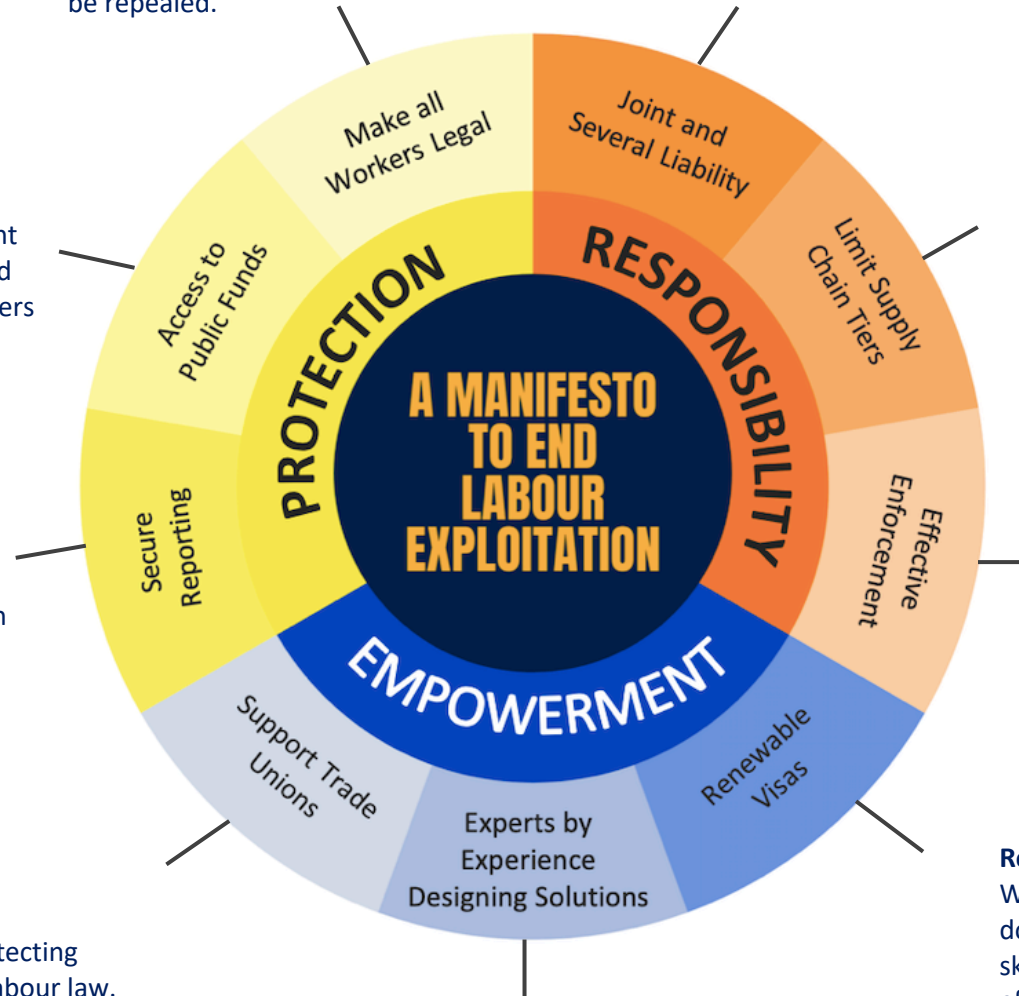 be repealed.
Make all
Workers Legal
Joint and
Several Liability
Access to
Public Funds
Limit Supply
Chain Tiers
PROTECTION
RESPONSIBILITY
A MANIFESTO
TO END
LABOUR
EXPLOITATION
Secure
Reporting
Effective
Enforcement
EMPOWERMENT
Support Trade
Unions
Experts by
Experience
Designing Solutions
Renewable
Visas